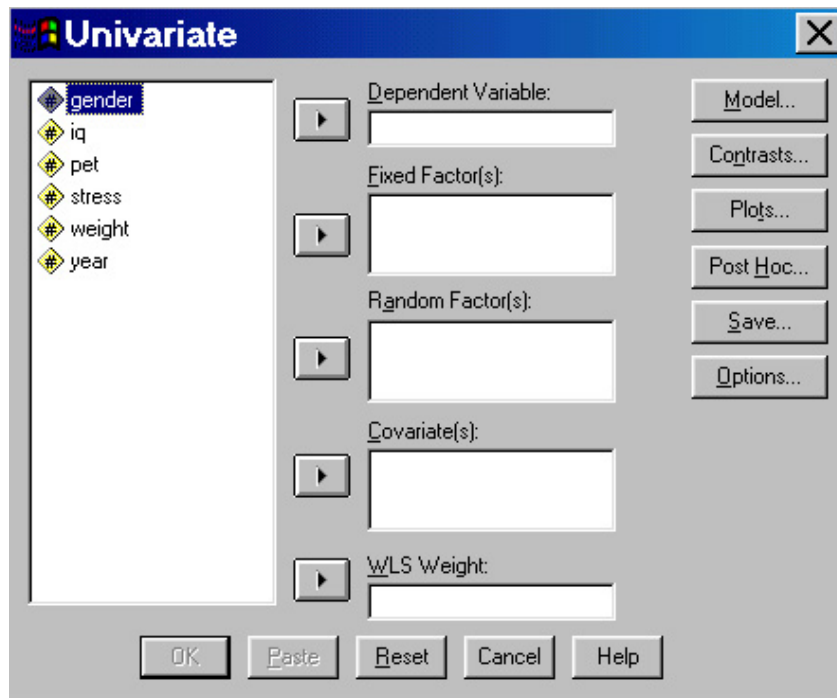 Univariate
gender
iq
pet
stress
weight
year
Dependent Variable:
Fixed Factor(s):
Random Factor(s):
Covariate(s):
WLS Weight:
Model...
Contrasts...
Plots...
Post Hoc...
Save...
Options...
OK
Paste
Reset
Cancel
Help